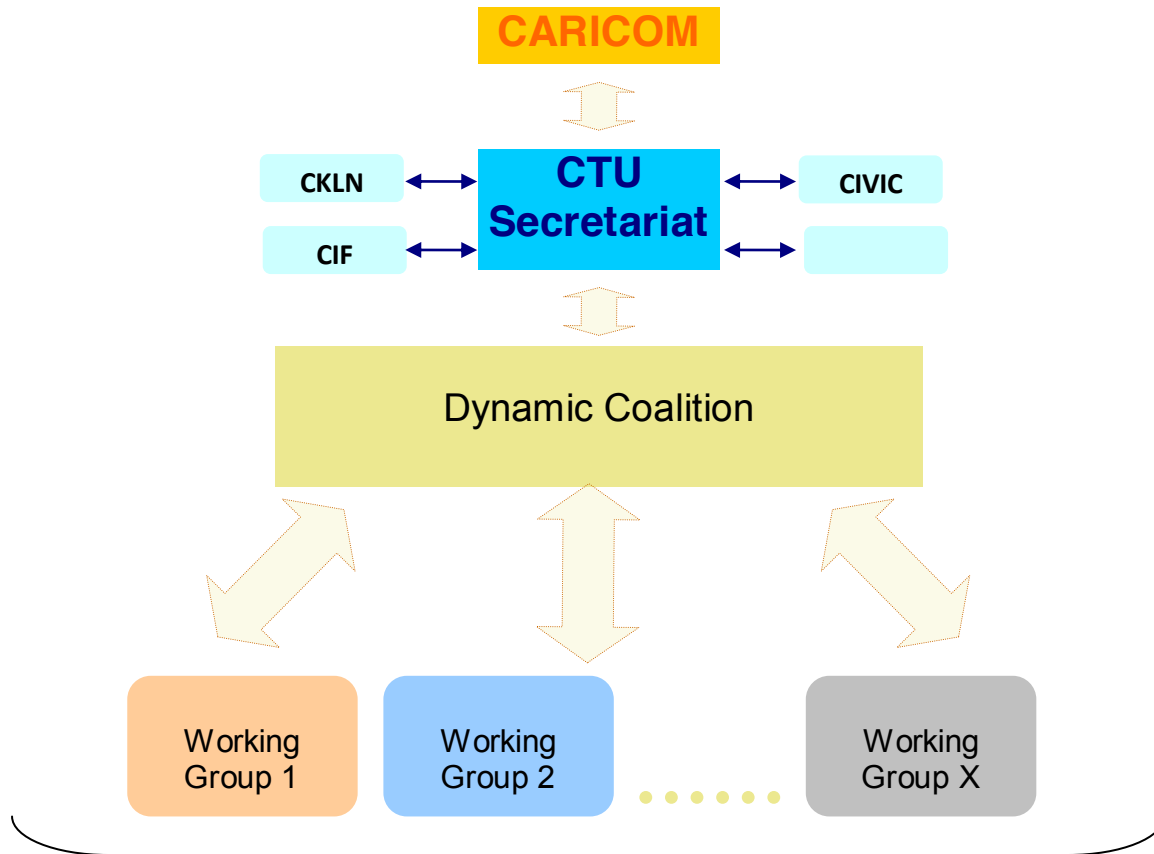 CARICOM
CKLN
CTU
Secretariat
CIVIC
CIF
Dynamic Coalition
Working
Group 1
Working
Group 2
Working
Group X